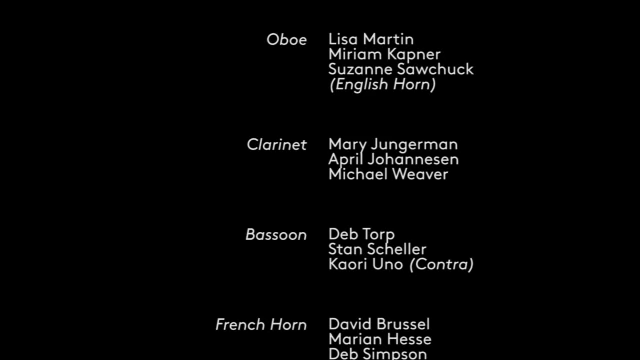 Oboe Lisa Martin
Miriam Kapner
Suzanne Sawchuck
(English Horn)
Clarinet Mary Jungerman
April Johannesen
Michael Weaver
Bassoon Deb Torp
Stan Scheller
Kaori Uno (Contra)
French Horn David Brussel
Marian Hesse
Deb Simpson